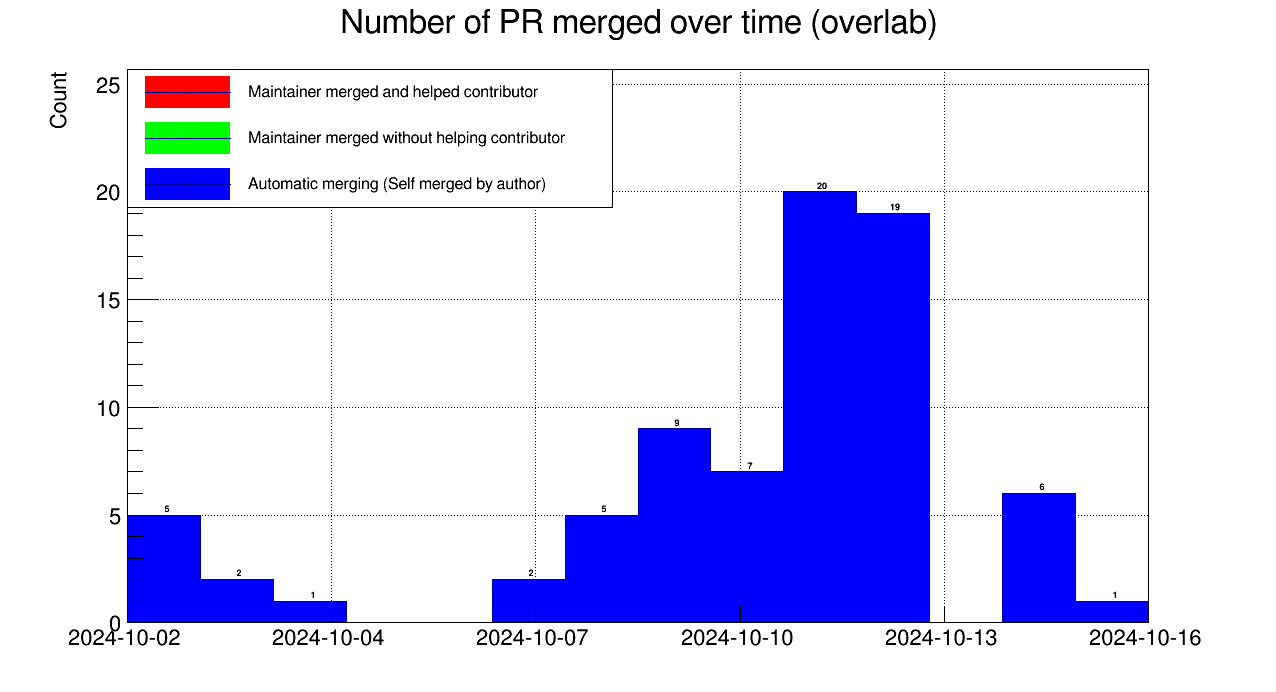 Number of PR merged over time (overlab)
Count
25
20
15
10
5
0
Maintainer merged and helped contributor
Maintainer merged without helping contributor
Automatic merging (Self merged by author)
5
2
1
2
5
9
7
20
19
6
1
2024-10-02 2024-10-04 2024-10-07 2024-10-10 2024-10-13 2024-10-16